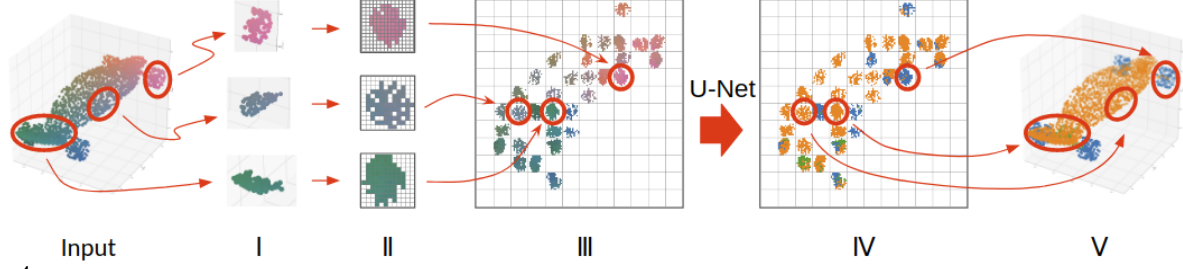 U-Net
Input
Ⅰ
Ⅱ
Ⅲ
Ⅳ
Ⅴ